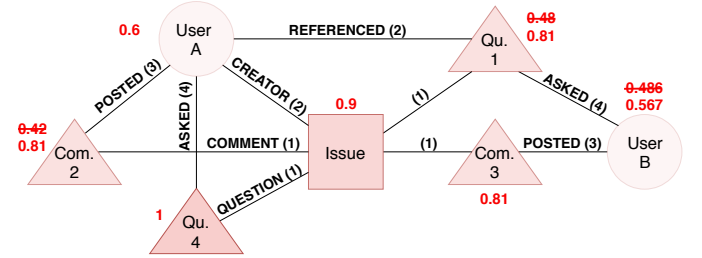 0.6
User
A
REFERENCED (2)
Qu.
1
0.48
0.81
POSTED (3)
ASKED (4)
CREATOR (2)
(1)
ASKED (4)
0.486
0.567
0.9
0.42
0.81
Com.
2
COMMENT (1)
Issue
(1)
Com.
3
POSTED (3)
User
B
0.81
QUESTION (1)
1
Qu.
4